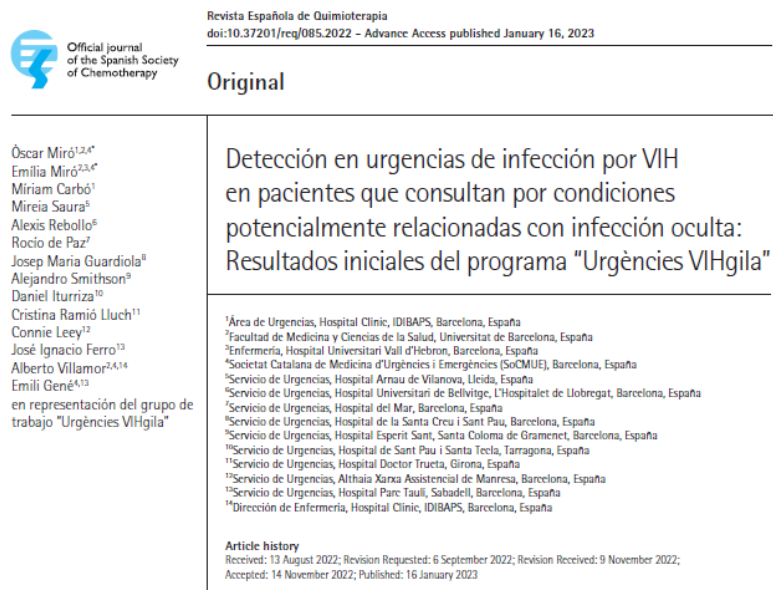 Official journal
of the Spanish Society
of Chemotherapy
Revista Española de Quimioterapia
doi:10.37201/req/085.2022 - Advance Access published January 16, 2023
Original
Òscar Miró1,2,4*
Emília Miró2,3,4*
Míriam Carbó1
Mireia Saura5
Alexis Rebollo6
Rocío de Paz7
Josep Maria Guardiola8
Alejandro Smithson9
Daniel Iturriza10
Cristina Ramió Lluch11
Connie Leey12
José Ignacio Ferro13
Alberto Villamor2,4,14
Emili Gené4,13
en representación del grupo de
trabajo "Urgències VIHgila"
Detección en urgencias de infección por VIH
en pacientes que consultan por condiciones
potencialmente relacionadas con infección oculta:
Resultados iniciales del programa "Urgències VIHgila"
1Área de Urgencias, Hospital Clínic, IDIBAPS, Barcelona, España
2Facultad de Medicina y Ciencias de la Salud, Universitat de Barcelona, España
3Enfermería, Hospital Universitari Vall d'Hebron, Barcelona, España
4Societat Catalana de Medicina d'Urgències i Emergències (SoCMUE), Barcelona, España
5Servicio de Urgencias, Hospital Arnau de Vilanova, Lleida, España
6Servicio de Urgencias, Hospital Universitari de Bellvitge, L'Hospitalet de Llobregat, Barcelona, España
7Servicio de Urgencias, Hospital del Mar, Barcelona, España
8Servicio de Urgencias, Hospital de la Santa Creu i Sant Pau, Barcelona, España
9Servicio de Urgencias, Hospital Esperit Sant, Santa Coloma de Gramenet, Barcelona, España
10Servicio de Urgencias, Hospital de Sant Pau i Santa Tecla, Tarragona, España
11Servicio de Urgencias, Hospital Doctor Trueta, Girona, España
12Servicio de Urgencias, Althaia Xarxa Assistencial de Manresa, Barcelona, España
13Servicio de Urgencias, Hospital Parc Taulí, Sabadell, Barcelona, España
14Dirección de Enfermería, Hospital Clínic, IDIBAPS, Barcelona, España
Article history
Received: 13 August 2022; Revision Requested: 6 September 2022; Revision Received: 9 November 2022;
Accepted: 14 November 2022; Published: 16 January 2023